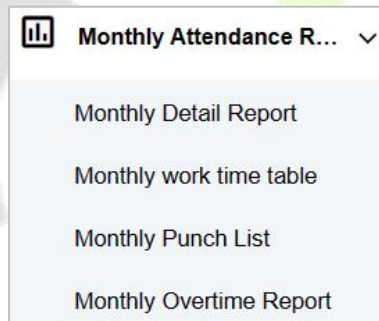 Monthly Attendance R...
Monthly Detail Report
Monthly work time table
Monthly Punch List
Monthly Overtime Report